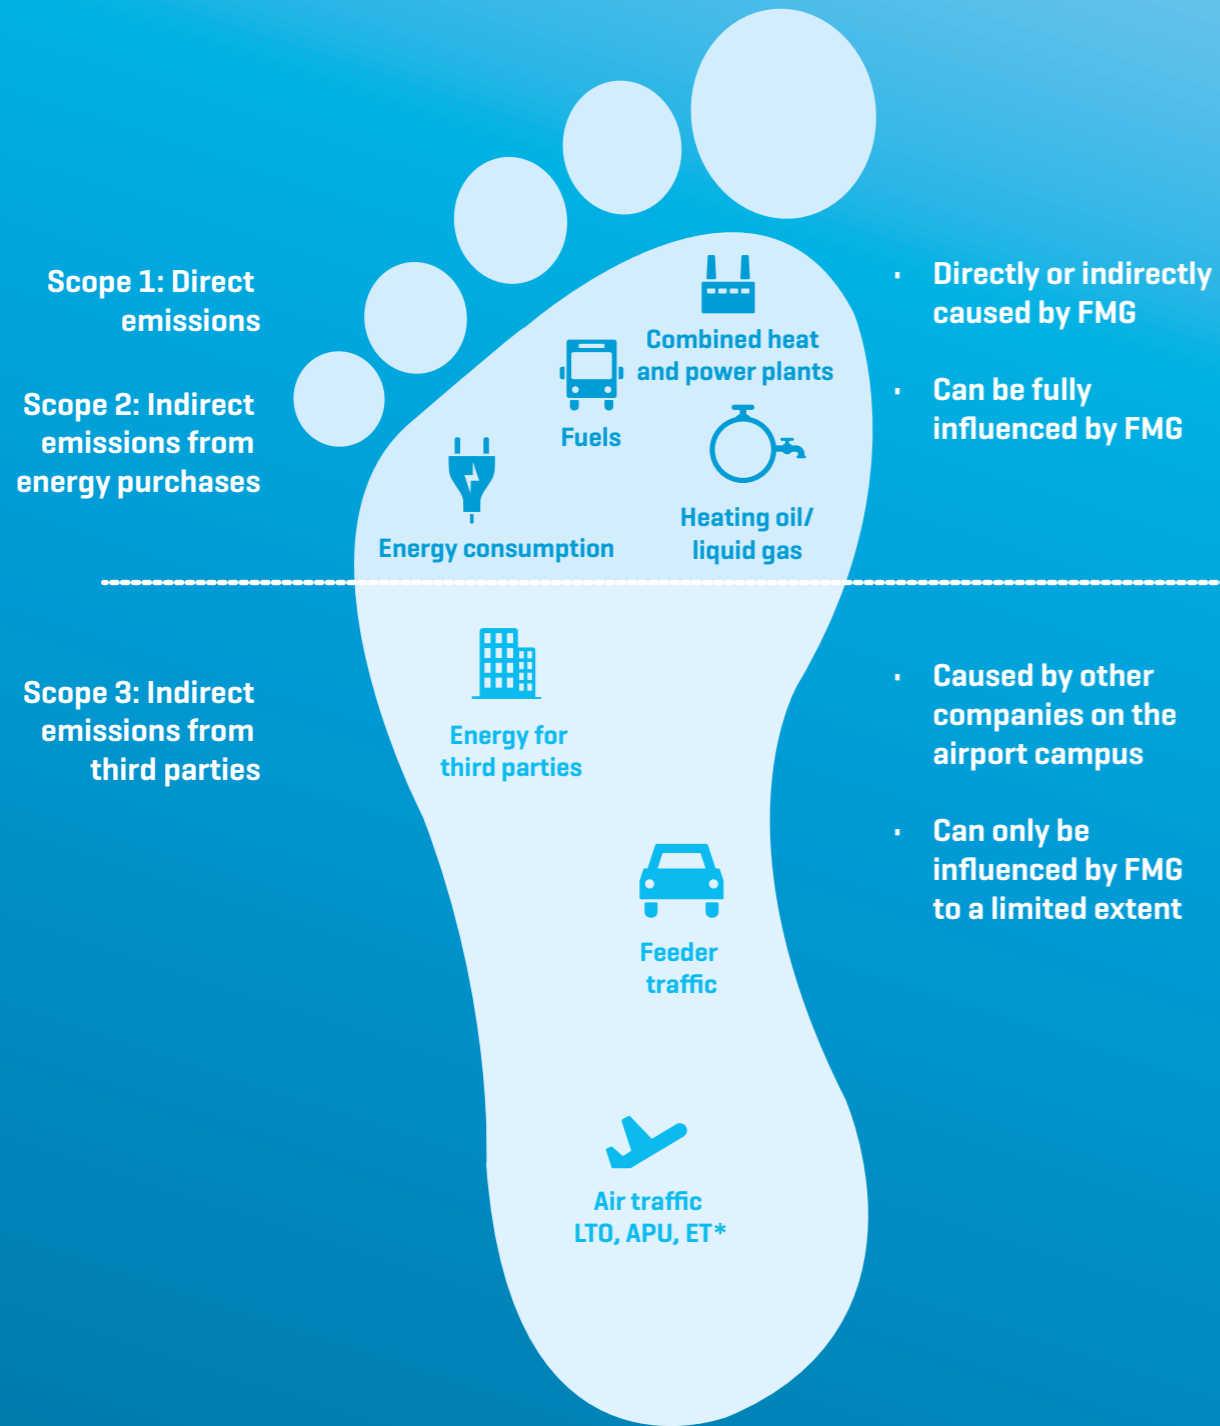 Scope 1: Direct
emissions
Scope 2: Indirect
emissions from
energy purchases
Combined heat
and power plants
Fuels
Heating oil/
liquid gas
Energy consumption
· Directly or indirectly
caused by FMG
· Can be fully
influenced by FMG
Scope 3: Indirect
emissions from
third parties
Energy for
third parties
Feeder
traffic
Air traffic
LTO, APU, ET*
· Caused by other
companies on the
airport campus
· Can only be
influenced by FMG
to a limited extent